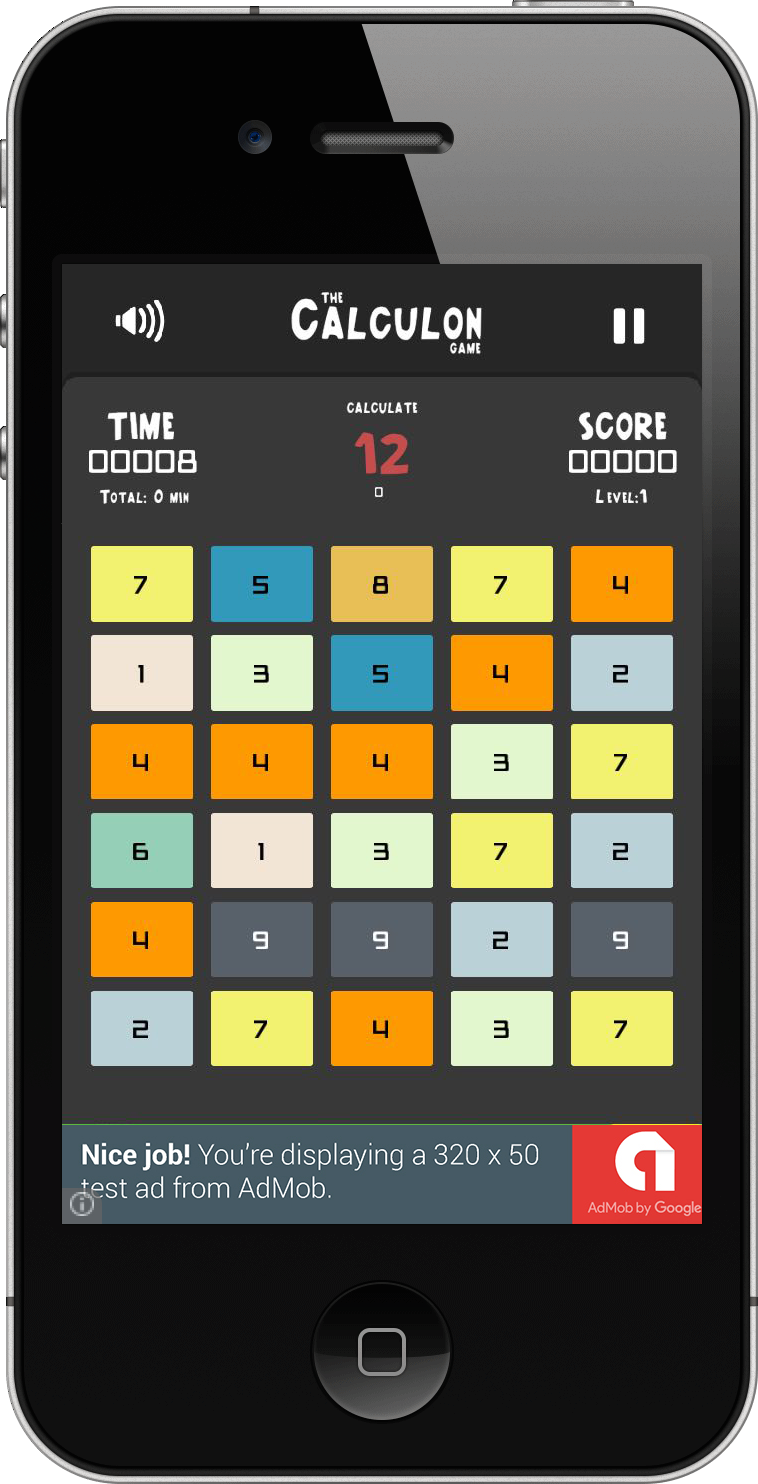 THE
CALCULON
GAME
TIME
00008
TOTAL: 0 MIN
CALCULATE
12
0
SCORE
00000
LEVEL:1
7 5 8 7 4
1 3 5 4 2
4 4 4 3 7
6 1 3 7 2
4 9 9 2 9
2 7 4 3 7
Nice job! You're displaying a 320 x 50
test ad from AdMob.
AdMob by Google